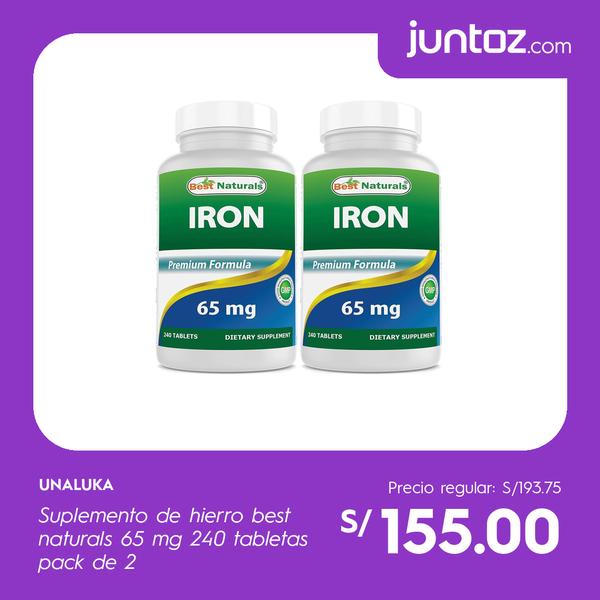 juntoz.com
Best Naturals
IRON
Premium Formula
65 mg
GMP
240 TABLETS DIETARY SUPPLEMENT
Best Naturals
IRON
Premium Formula
65 mg
GMP
240 TABLETS DIETARY SUPPLEMENT
UNALUKA
Suplemento de hierro best
naturals 65 mg 240 tabletas
pack de 2
Precio regular: S/193.75
S/155.00